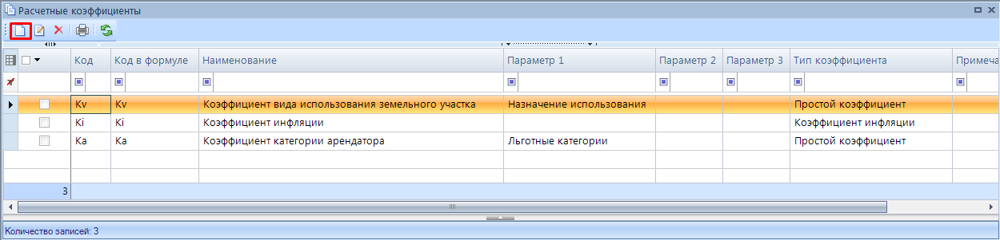 Расчетные коэффициенты
Код Код в формуле Наименование Параметр 1 Параметр 2 Параметр 3 Тип коэффициента Примеча
Kv Kv Коэффициент вида использования земельного участка Назначение использования Простой коэффициент
Ki Ki Коэффициент инфляции Коэффициент инфляции
Ka Ka Коэффициент категории арендатора Льготные категории Простой коэффициент
3
Количество записей: 3